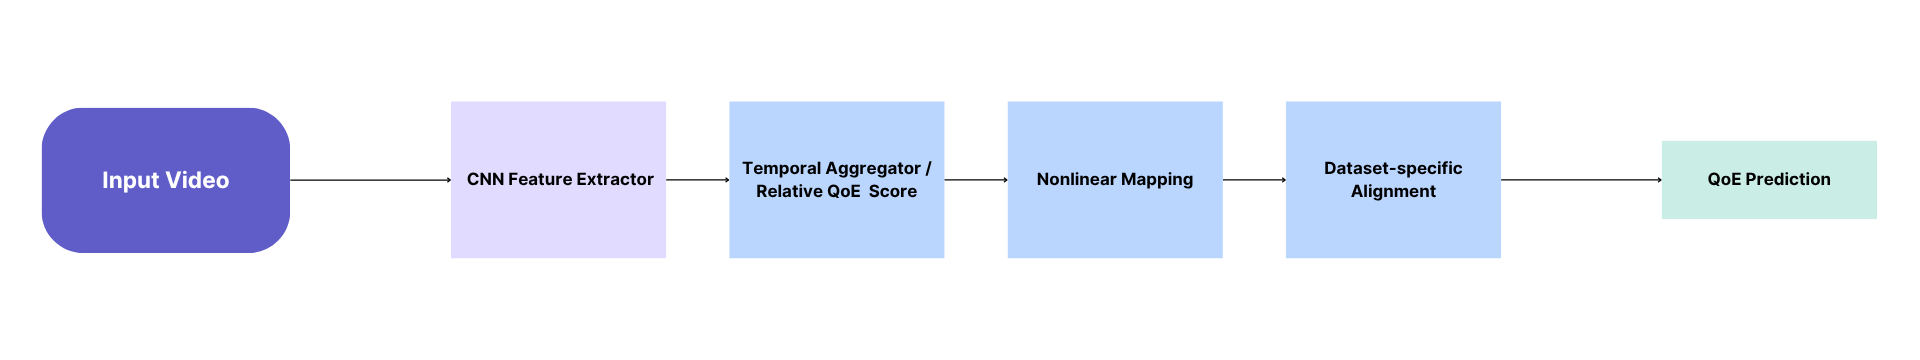 Input Video
CNN Feature Extractor
Temporal Aggregator /
Relative QoE  Score
Nonlinear Mapping
Dataset-specific
Alignment
QoE Prediction